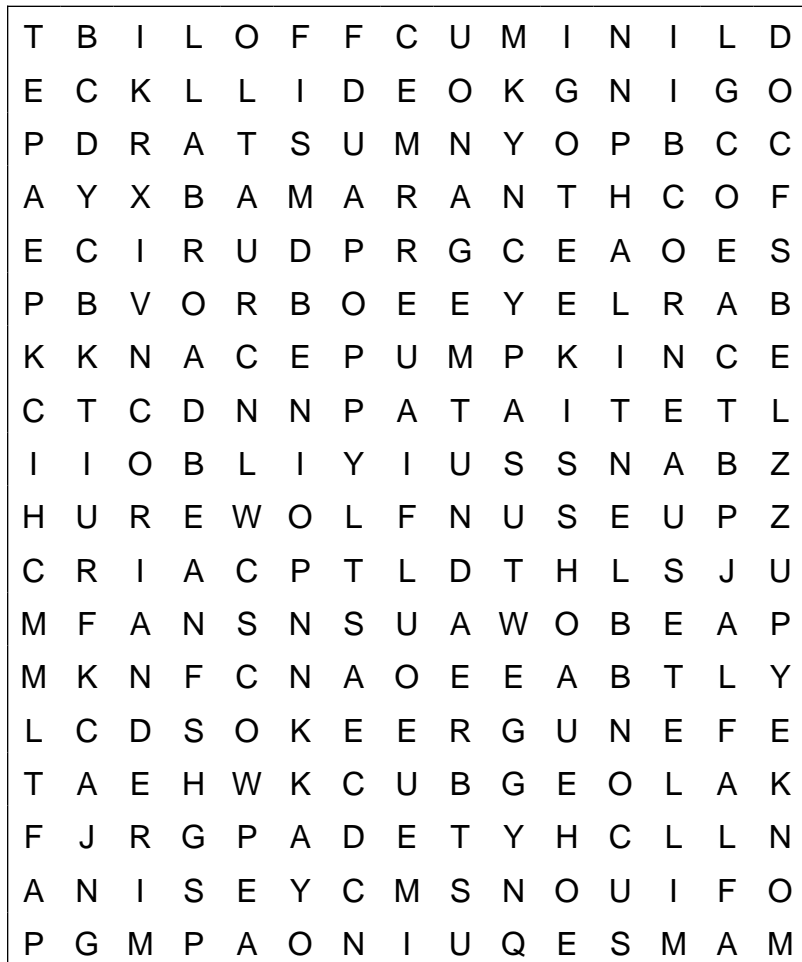 T B I L O F F C U M I N I L D
E C K L L I D E O K G N I G O
P D R A T S U M N Y O P B C C
A Y X B A M A R A N T H C O F
E C I R U D P R G C E A O E S
P B V O R B O E E Y E L R A B
K K N A C E P U M P K I N C E
C T C D N N P A T A I T E T L
I I O B L I Y I U S S N A B Z
H U R E W O L F N U S E U P Z
C R I A C P T L D T H L S J U
M F A N S N S U A W O B E A P
M K N F C N A O E E A B T L Y
L C D S O K E E R G U N E F E
T A E H W K C U B G E O L A K
F J R G P A D E T Y H C L L N
A N I S E Y C M S N O U I F O
P G M P A O N I U Q E S M A M